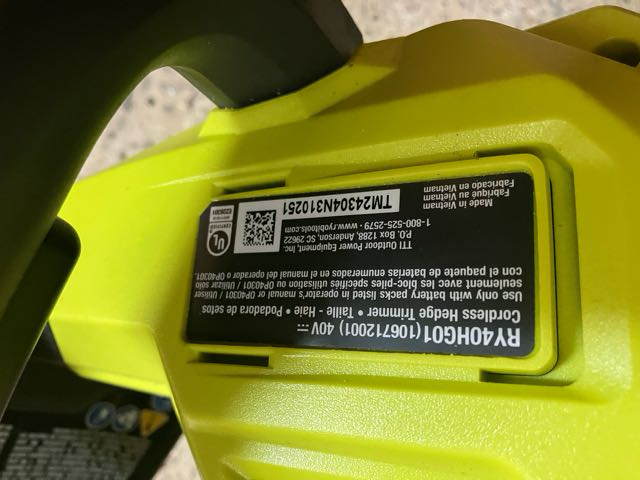 RY40HG01 (106712001) 40V⎓
Cordless Hedge Trimmer • Taille - Haie • Podadora de setos
Use only with battery packs listed in operator's manual or OP40301 / Utiliser
seulement avec les bloc-piles spécifiés utilisation ou OP40301 / Utilizar solo
con el paquete de baterías enumerados en el manual del operador o OP40301.
TTI Outdoor Power Equipment, Inc.
P.O. Box 1288, Anderson, SC 29622
1-800-525-2579 • www.ryobitools.com
TM24304N310251
Made in Vietnam
Fabriqué au Vietnam
Fabricado en Vietnam
UL